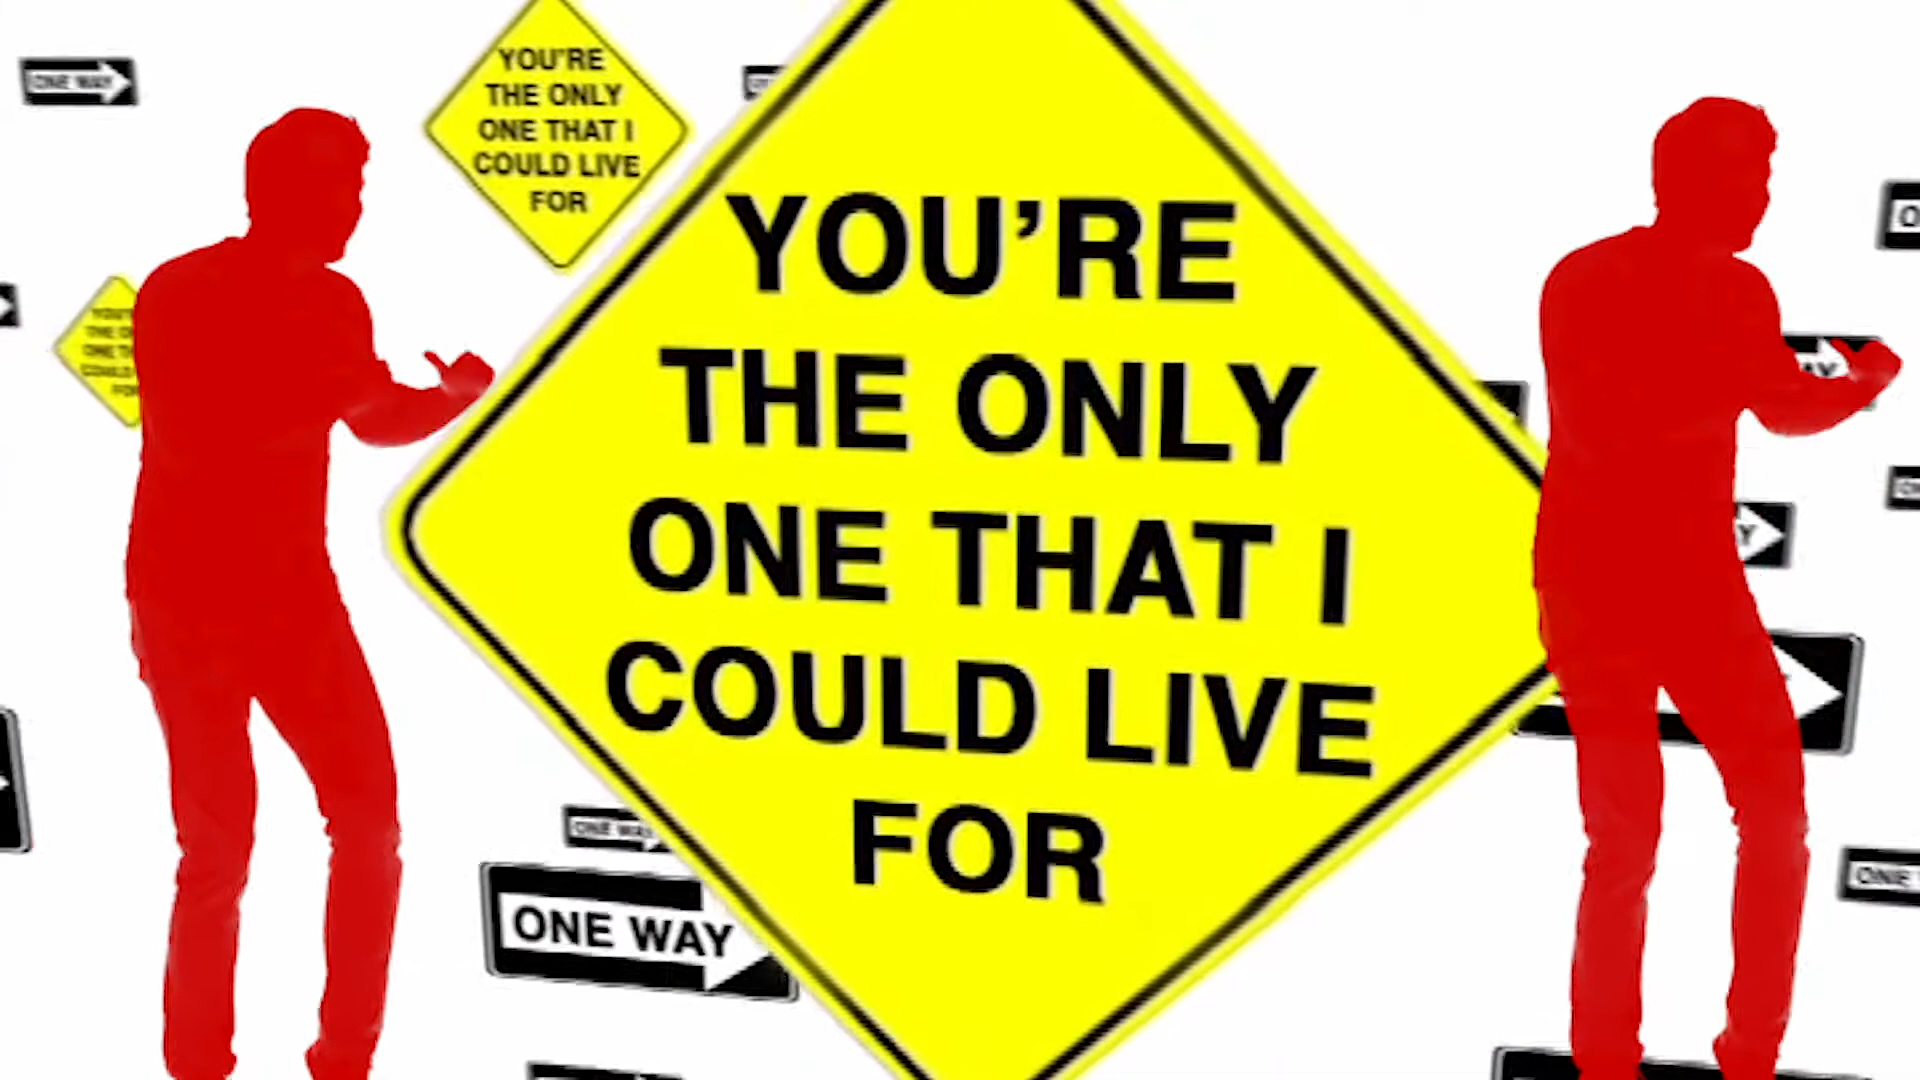 ONE WAY
YOU'RE
THE ONLY
ONE THAT I
COULD LIVE
FOR
YOU'RE
THE ONLY
ONE THAT I
COULD LIVE
FOR
ONE WAY
ONE WAY
ONE